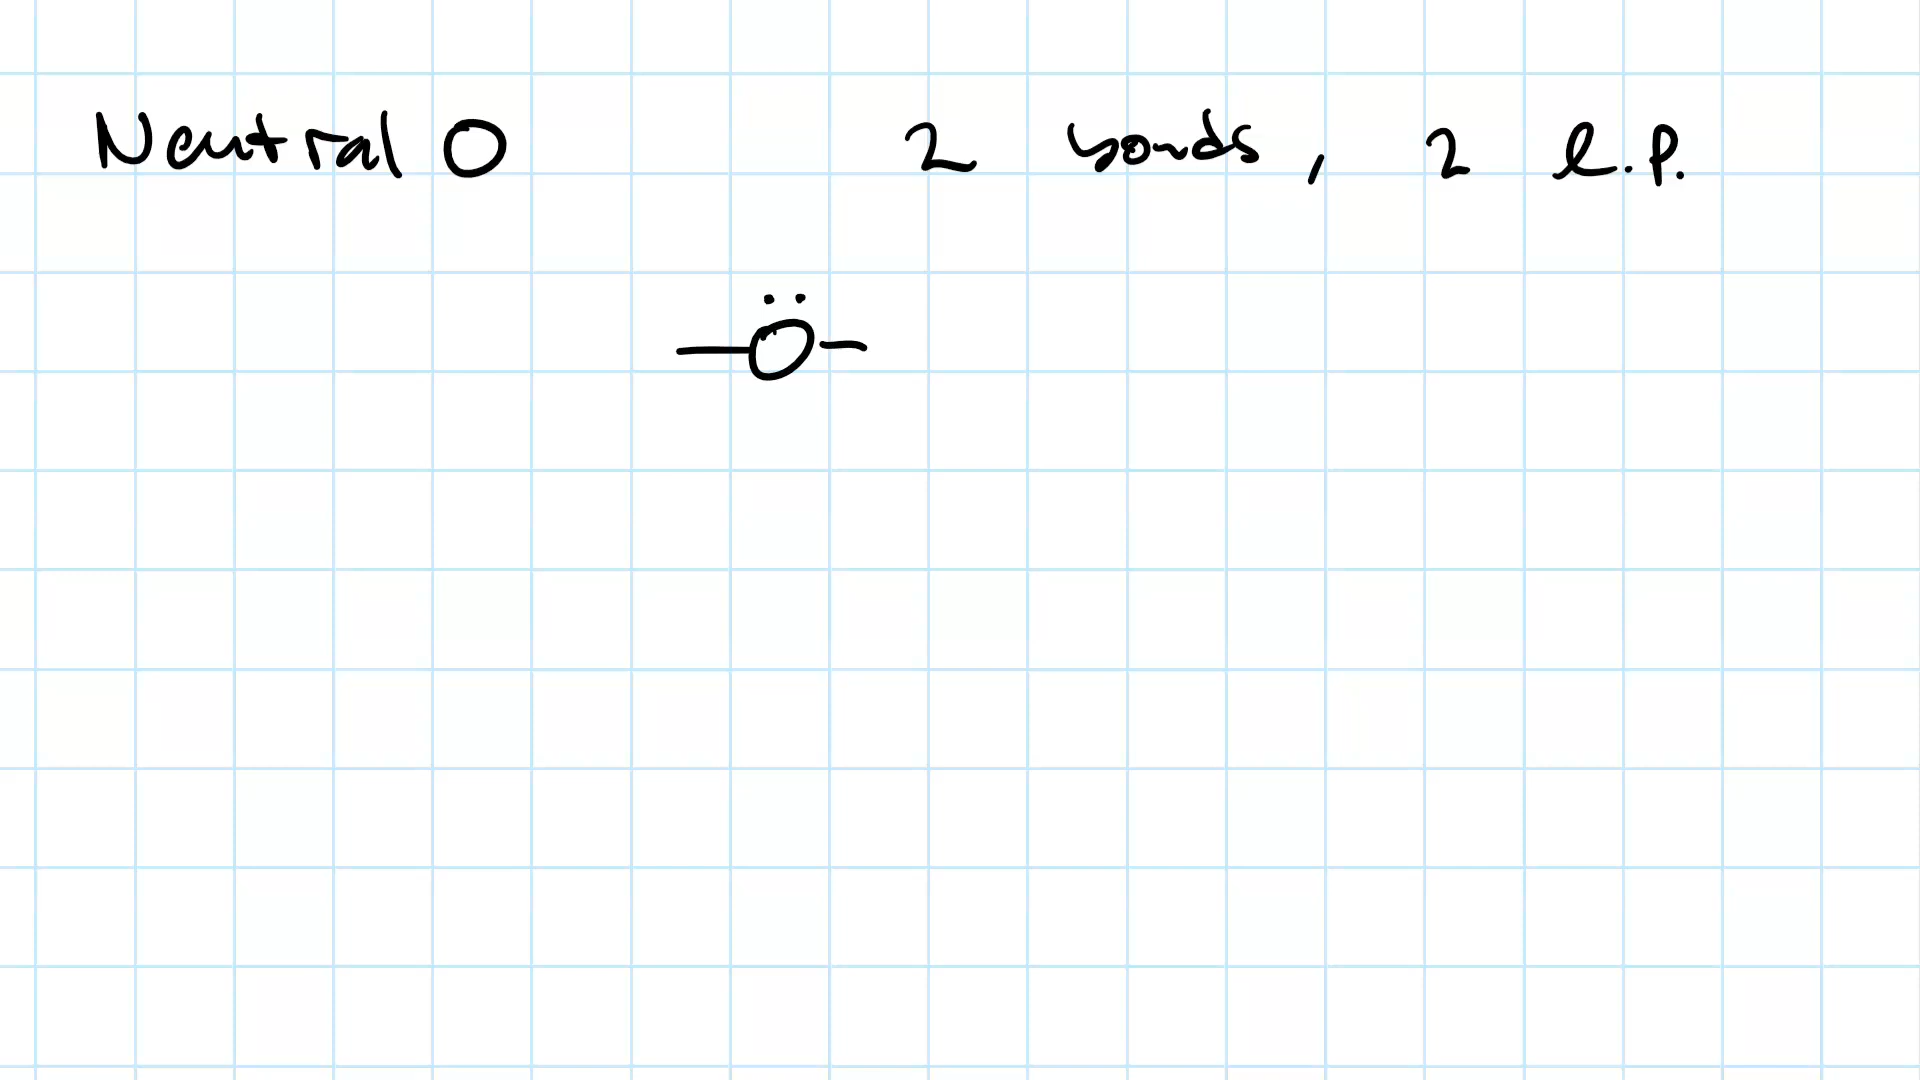 Neutral O 2 bonds, 2 l.p.
—Ö–